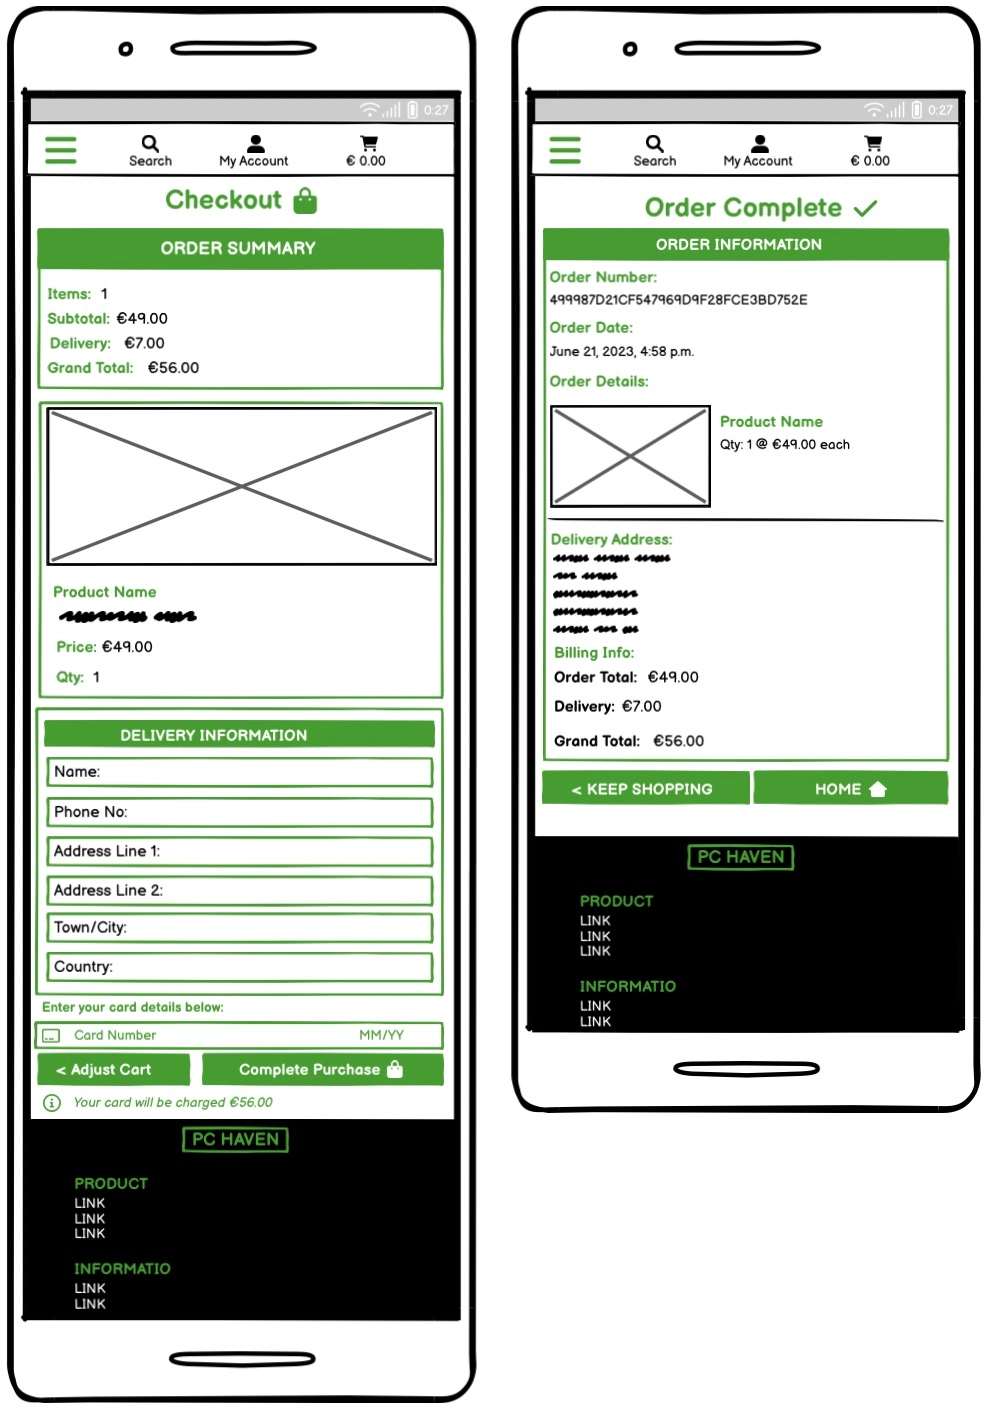 0:27
Search
My Account
€ 0.00
Checkout
ORDER SUMMARY
Items: 1
Subtotal: €49.00
Delivery: €7.00
Grand Total: €56.00
Product Name
Price: €49.00
Qty: 1
DELIVERY INFORMATION
Name:
Phone No:
Address Line 1:
Address Line 2:
Town/City:
Country:
Enter your card details below:
Card Number MM/YY
< Adjust Cart
Complete Purchase
Your card will be charged €56.00
PC HAVEN
PRODUCT
LINK
LINK
LINK
INFORMATIO
LINK
LINK
0:27
Search
My Account
€ 0.00
Order Complete
ORDER INFORMATION
Order Number:
499987D21CF547969D9F28FCE3BD752E
Order Date:
June 21, 2023, 4:58 p.m.
Order Details:
Product Name
Qty: 1 @ €49.00 each
Delivery Address:
Billing Info:
Order Total: €49.00
Delivery: €7.00
Grand Total: €56.00
< KEEP SHOPPING
HOME
PC HAVEN
PRODUCT
LINK
LINK
LINK
INFORMATIO
LINK
LINK